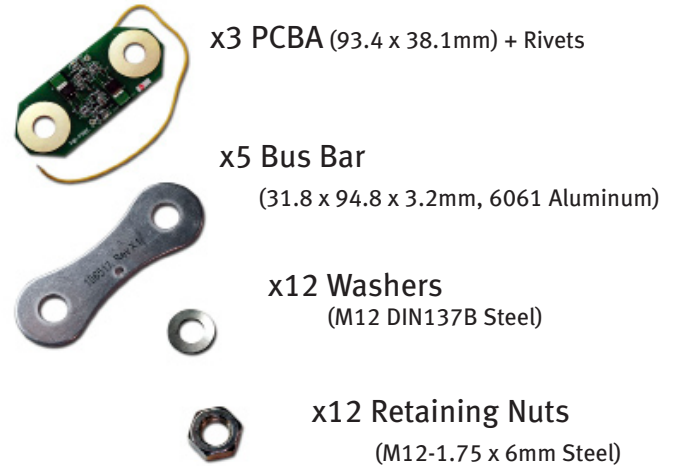 x3 PCBA (93.4 x 38.1mm) + Rivets
x5 Bus Bar
(31.8 x 94.8 x 3.2mm, 6061 Aluminum)
x12 Washers
(M12 DIN137B Steel)
x12 Retaining Nuts
(M12-1.75 x 6mm Steel)